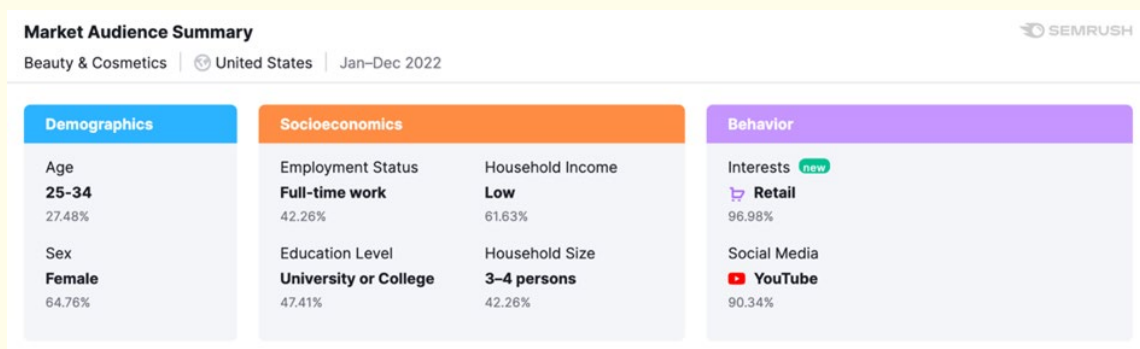 Market Audience Summary
SEMRUSH
Beauty & Cosmetics United States Jan–Dec 2022
Demographics
Age
25-34
27.48%
Sex
Female
64.76%
Socioeconomics
Employment Status
Full-time work
42.26%
Education Level
University or College
47.41%
Household Income
Low
61.63%
Household Size
3–4 persons
42.26%
Behavior
Interests new
Retail
96.98%
Social Media
YouTube
90.34%